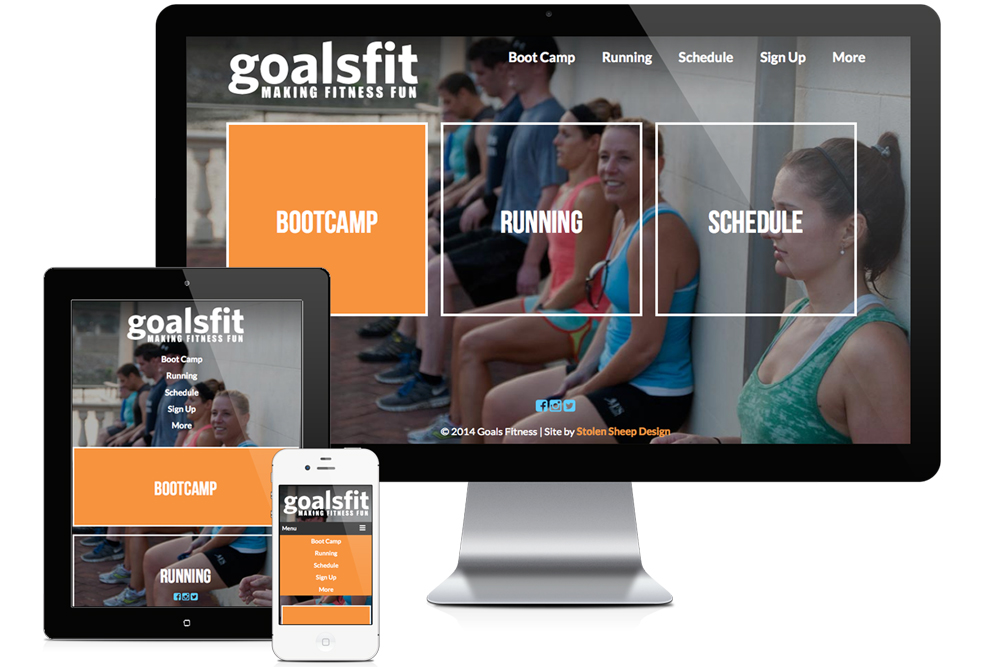 goalsfit
MAKING FITNESS FUN
Boot Camp Running Schedule Sign Up More
BOOTCAMP
RUNNING
SCHEDULE
© 2014 Goals Fitness | Site by Stolen Sheep Design
goalsfit
MAKING FITNESS FUN
Boot Camp
Running
Schedule
Sign Up
More
BOOTCAMP
RUNNING
goalsfit
MAKING FITNESS FUN
Menu
Boot Camp
Running
Schedule
Sign Up
More